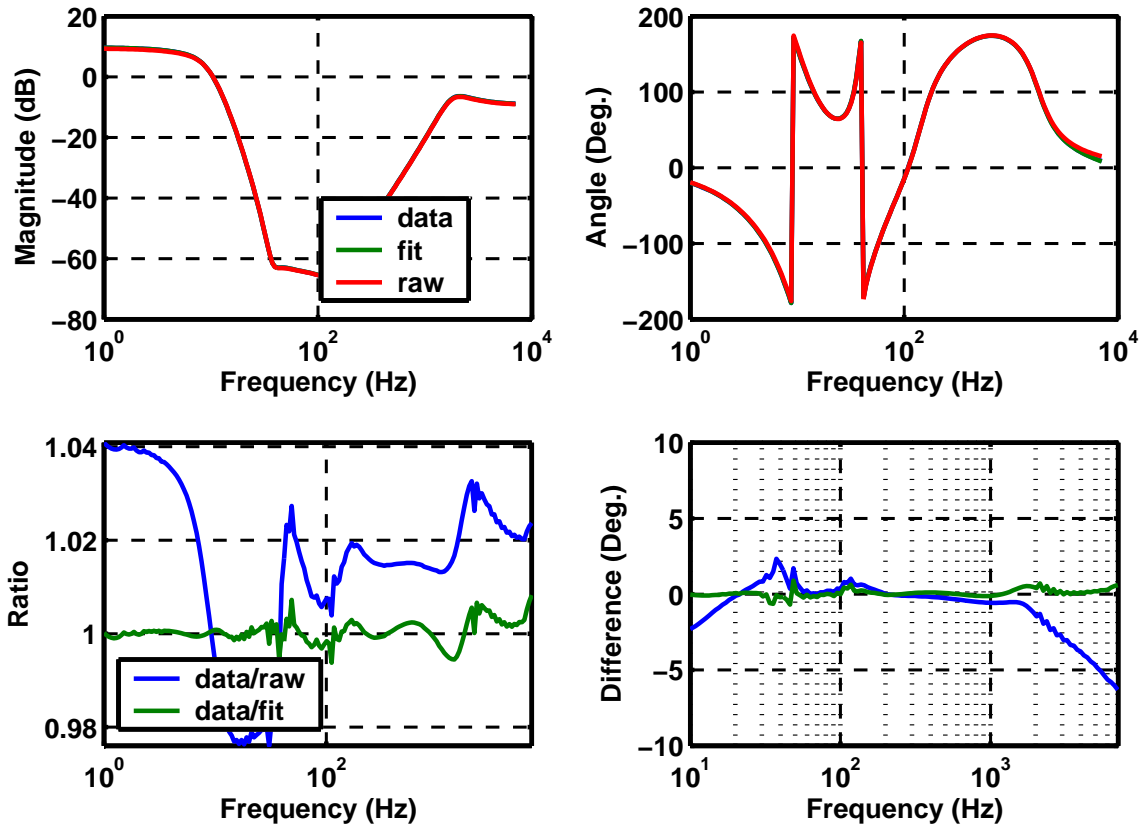 20
0
−20
−40
−60
−80
Magnitude (dB)
data
fit
raw
10^0
10^2
10^4
Frequency (Hz)
200
100
0
−100
−200
Angle (Deg.)
10^0
10^2
10^4
Frequency (Hz)
1.04
1.02
1
0.98
Ratio
data/raw
data/fit
10^0
10^2
Frequency (Hz)
10
5
0
−5
−10
Difference (Deg.)
10^1
10^2
10^3
Frequency (Hz)